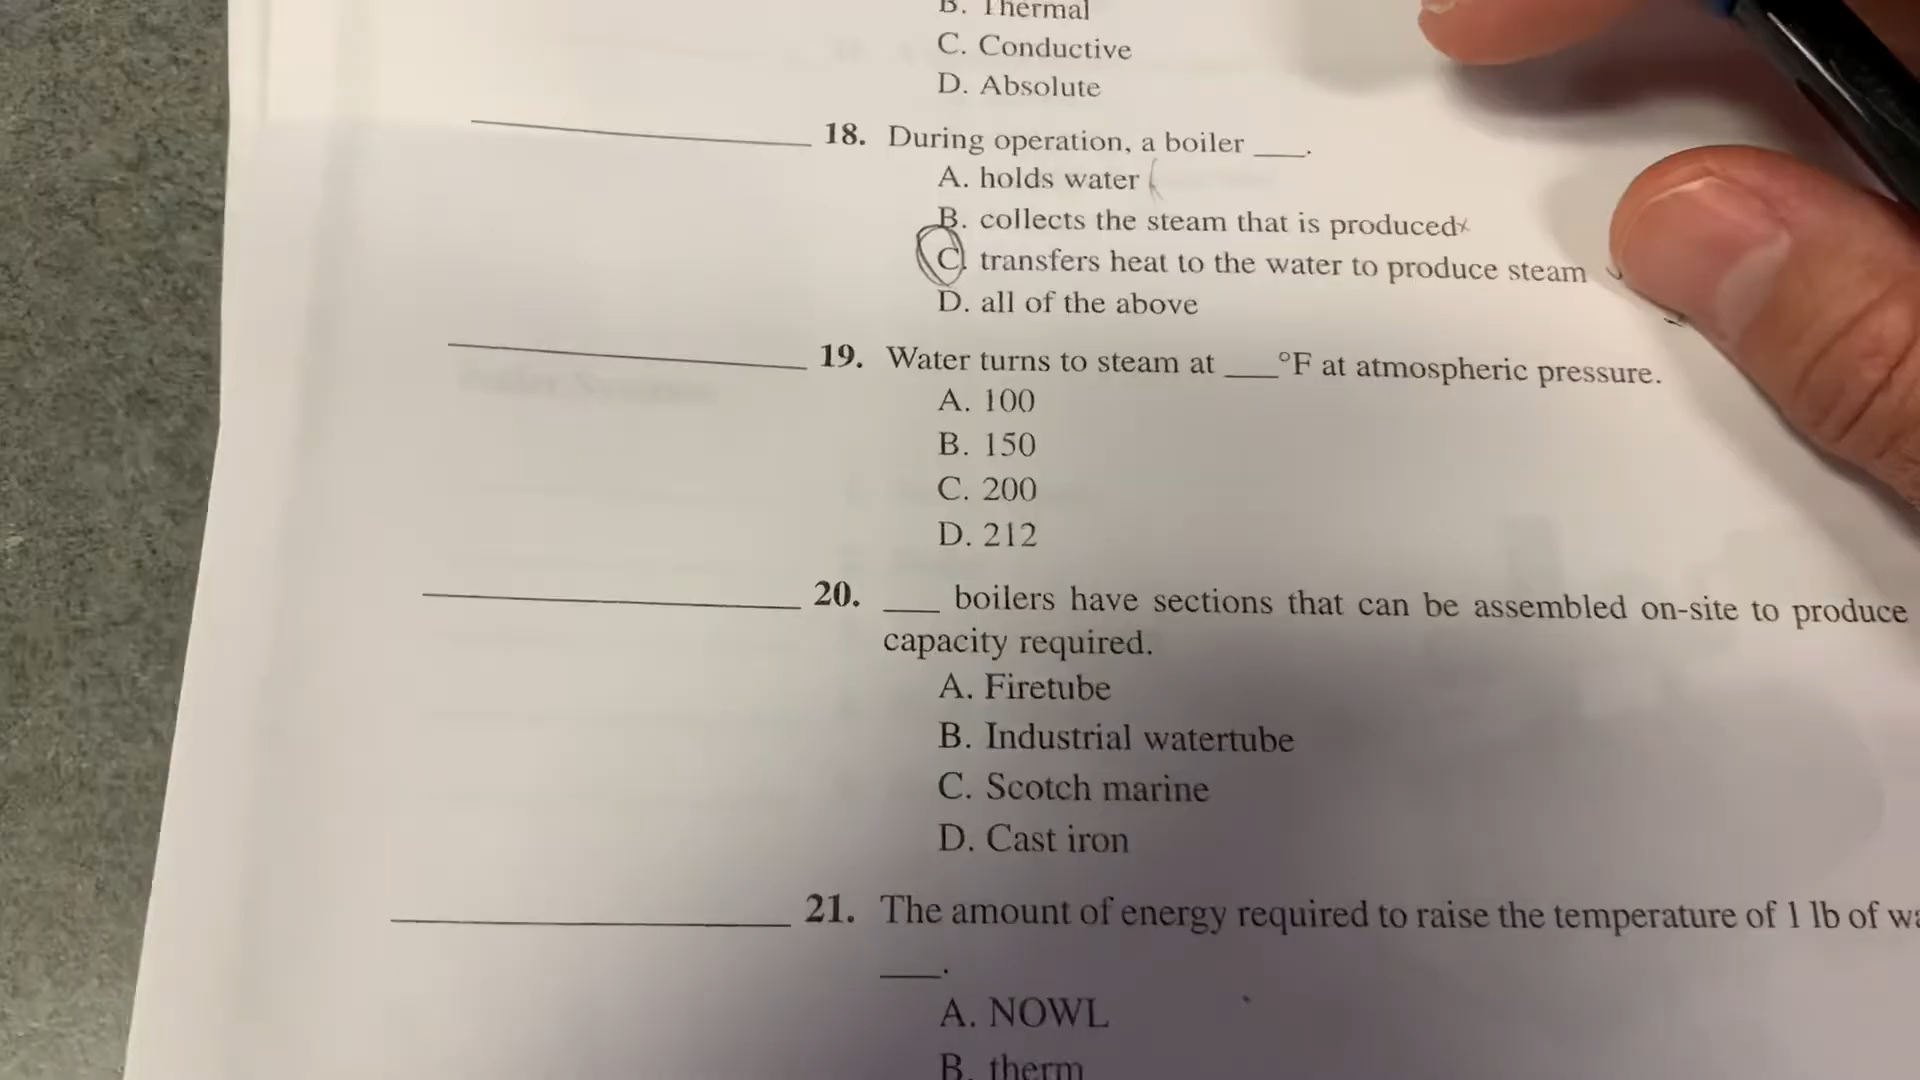 B. Thermal
C. Conductive
D. Absolute
18. During operation, a boiler ___.
A. holds water
B. collects the steam that is produced
C. transfers heat to the water to produce steam
D. all of the above
19. Water turns to steam at ___°F at atmospheric pressure.
A. 100
B. 150
C. 200
D. 212
20. ___ boilers have sections that can be assembled on-site to produce
capacity required.
A. Firetube
B. Industrial watertube
C. Scotch marine
D. Cast iron
21. The amount of energy required to raise the temperature of 1 lb of
___.
A. NOWL
B. therm